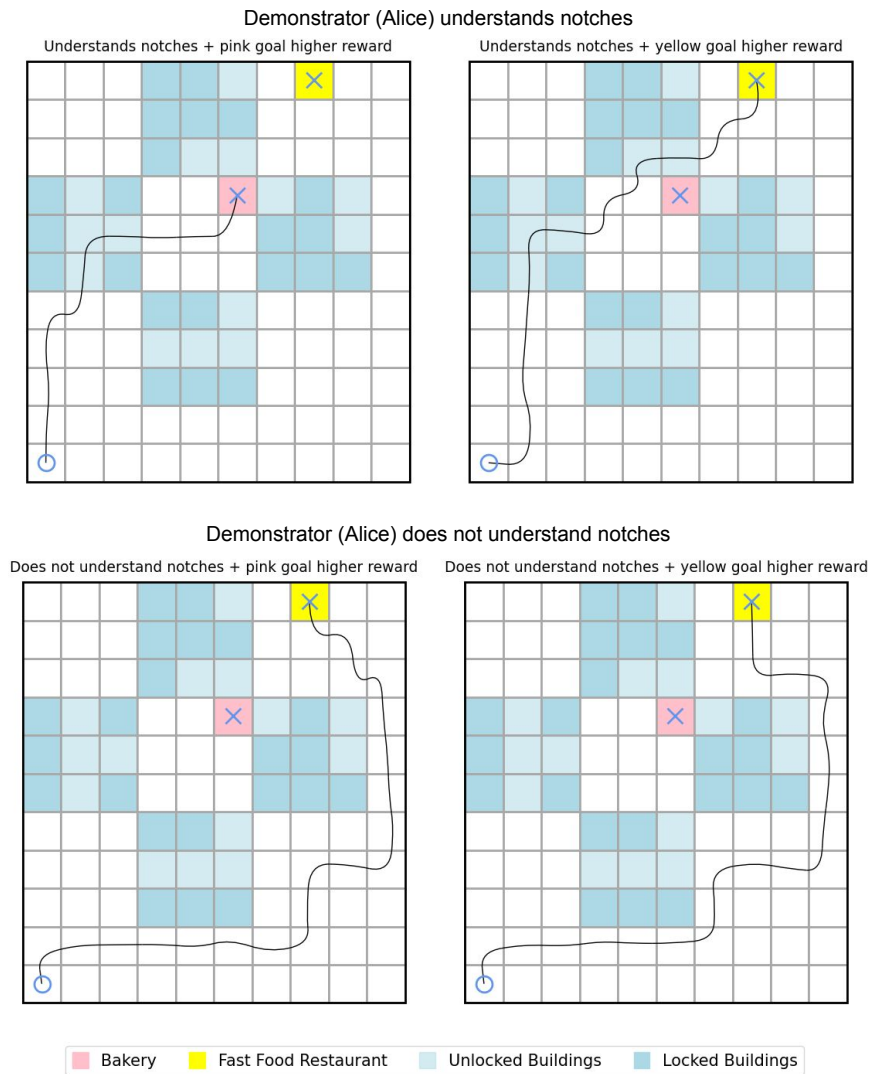 Demonstrator (Alice) understands notches
Understands notches + pink goal higher reward
Understands notches + yellow goal higher reward
Demonstrator (Alice) does not understand notches
Does not understand notches + pink goal higher reward
Does not understand notches + yellow goal higher reward
Bakery
Fast Food Restaurant
Unlocked Buildings
Locked Buildings